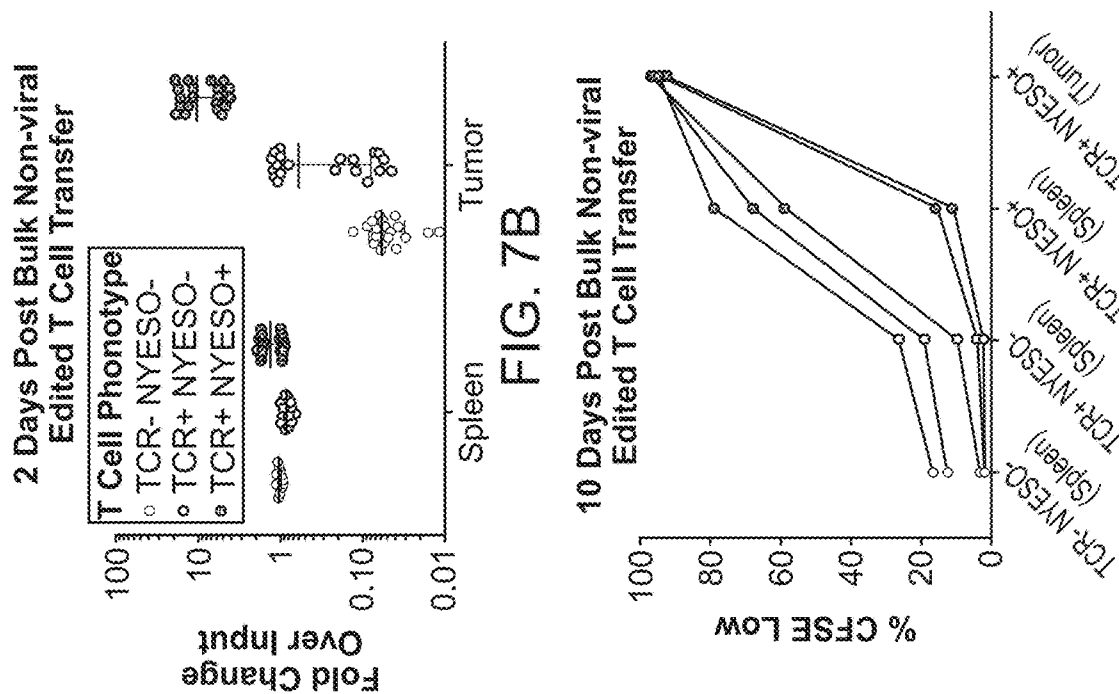 2 Days Post Bulk Non-viral
Edited T Cell Transfer
T Cell Phonotype
TCR- NYESO-
TCR+ NYESO-
TCR+ NYESO+
Fold Change
Over Input
100
10
1
0.10
0.01
Spleen
Tumor
FIG. 7B
10 Days Post Bulk Non-viral
Edited T Cell Transfer
% CFSE Low
100
80
60
40
20
0
TCR- NYESO-
(Spleen)
TCR+ NYESO-
(Spleen)
TCR+ NYESO+
(Spleen)
TCR+ NYESO+
(Tumor)